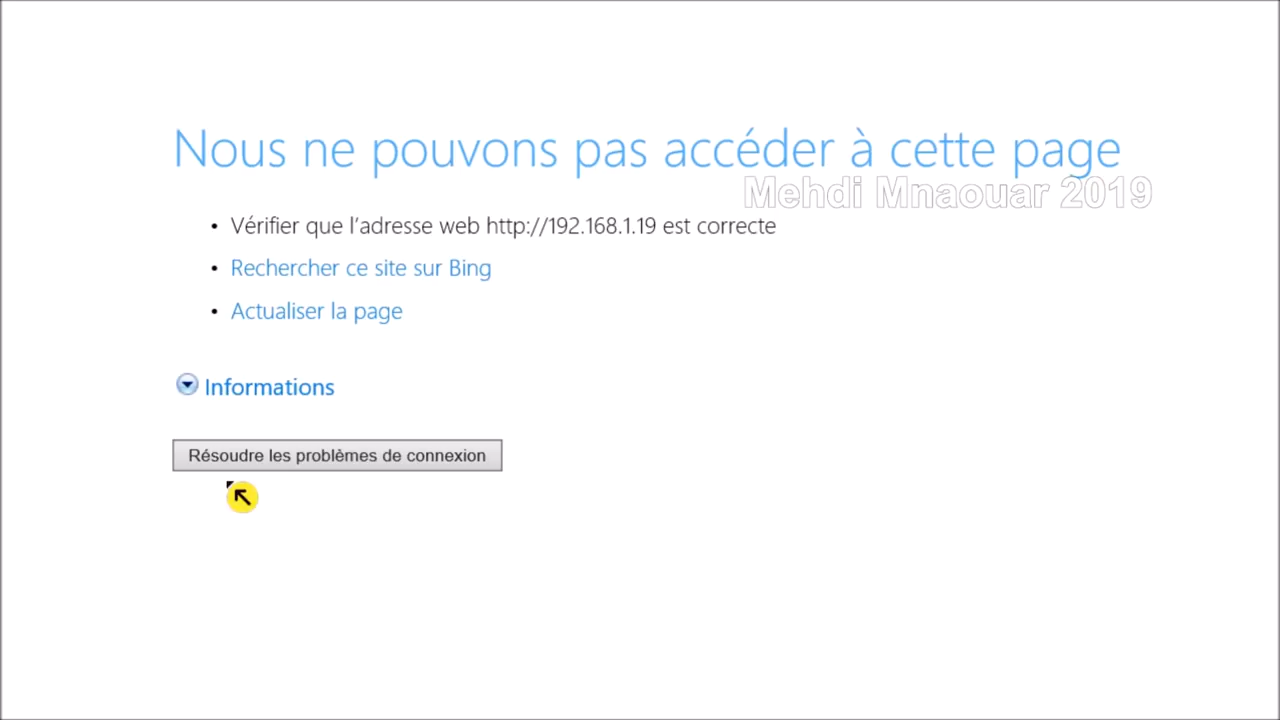 Nous ne pouvons pas accéder à cette page
Mehdi Mnaouar 2019
• Vérifier que l'adresse web http://192.168.1.19 est correcte
• Rechercher ce site sur Bing
• Actualiser la page
Informations
Résoudre les problèmes de connexion